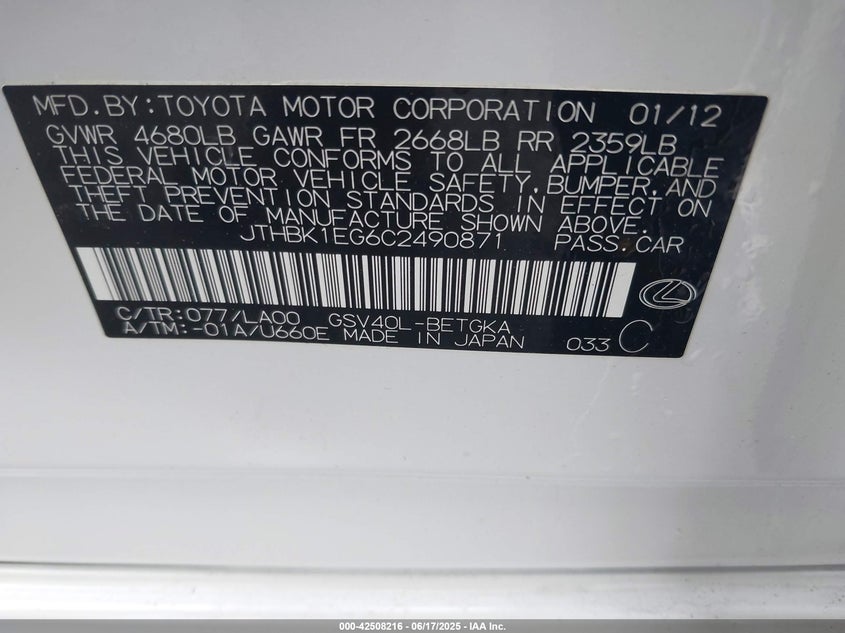 MFD.BY:TOYOTA MOTOR CORPORATION 01/12
GVWR 4680LB GAWR FR 2668LB RR 2359LB
THIS VEHICLE CONFORMS TO ALL APPLICABLE
FEDERAL MOTOR VEHICLE SAFETY,BUMPER,AND
THEFT PREVENTION STANDARDS IN EFFECT ON
THE DATE OF MANUFACTURE SHOWN ABOVE.
JTHBK1EG6C2490871 PASS.CAR
C/TR:077/LA00 GSV40L-BETGKA
A/TM:-01A/U660E MADE IN JAPAN 033 C
000-42508216 - 06/17/2025 - IAA Inc.